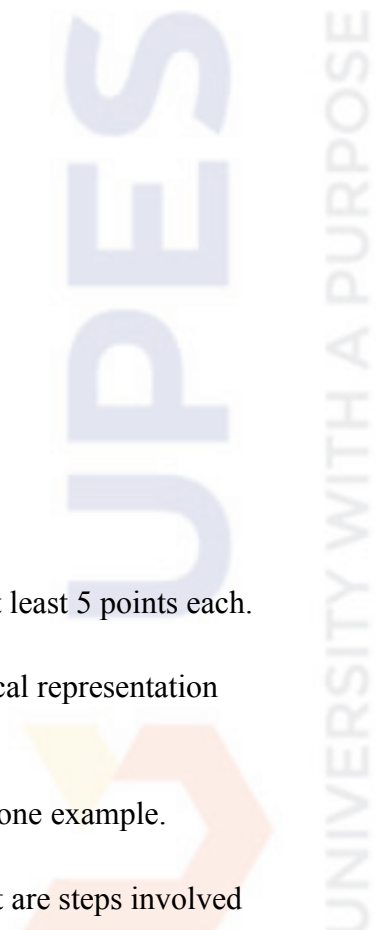 t least 5 points each.
cal representation
one example.
t are steps involved
UPES
UNIVERSITY WITH A PURPOSE